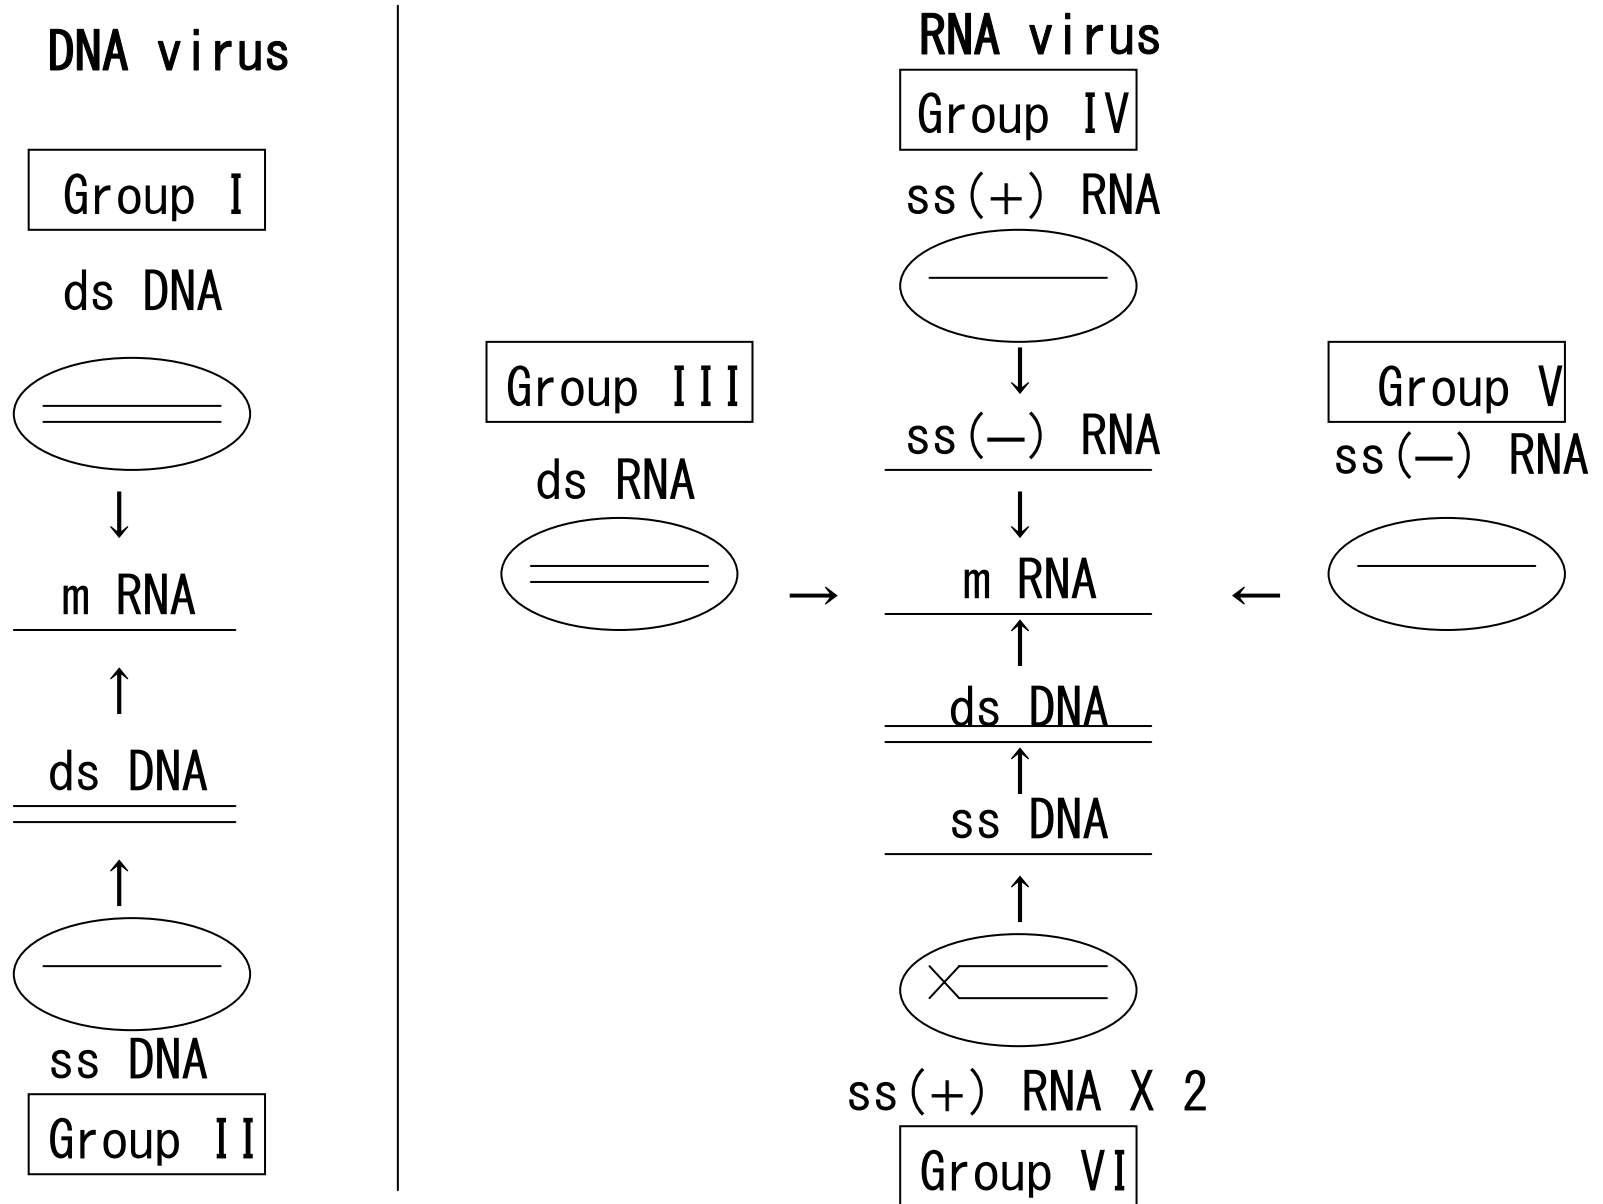 DNA virus
Group I
ds DNA
m RNA
ds DNA
ss DNA
Group II
RNA virus
Group IV
ss(+) RNA
ss(—) RNA
m RNA
ds DNA
ss DNA
ss(+) RNA X 2
Group VI
Group III
ds RNA
Group V
ss(—) RNA